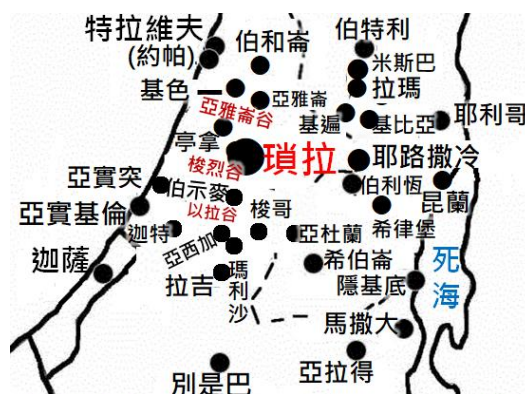 特拉維夫
(約帕)
伯和崙
伯特利
米斯巴
拉瑪
基色
亞雅崙
亞雅崙谷
基遍
基比亞
耶利哥
亭拿
瑣拉
耶路撒冷
梭烈谷
亞實突
伯示麥
伯利恆
昆蘭
以拉谷
亞實基倫
迦特
梭哥
希律堡
亞西加
亞杜蘭
迦薩
瑪利沙
希伯崙
死海
拉吉
隱基底
馬撒大
別是巴
亞拉得